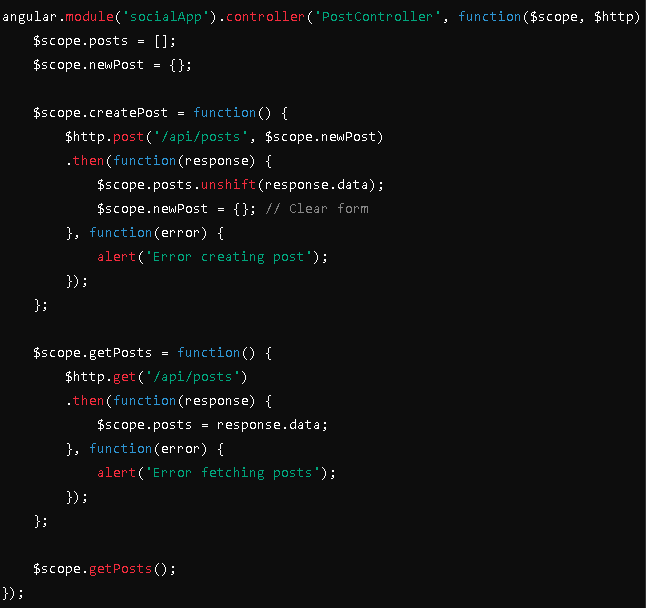 angular.module('socialApp').controller('PostController', function($scope, $http)
    $scope.posts = [];
    $scope.newPost = {};

    $scope.createPost = function() {
        $http.post('/api/posts', $scope.newPost)
        .then(function(response) {
            $scope.posts.unshift(response.data);
            $scope.newPost = {}; // Clear form
        }, function(error) {
            alert('Error creating post');
        });
    };

    $scope.getPosts = function() {
        $http.get('/api/posts')
        .then(function(response) {
            $scope.posts = response.data;
        }, function(error) {
            alert('Error fetching posts');
        });
    };

    $scope.getPosts();
});